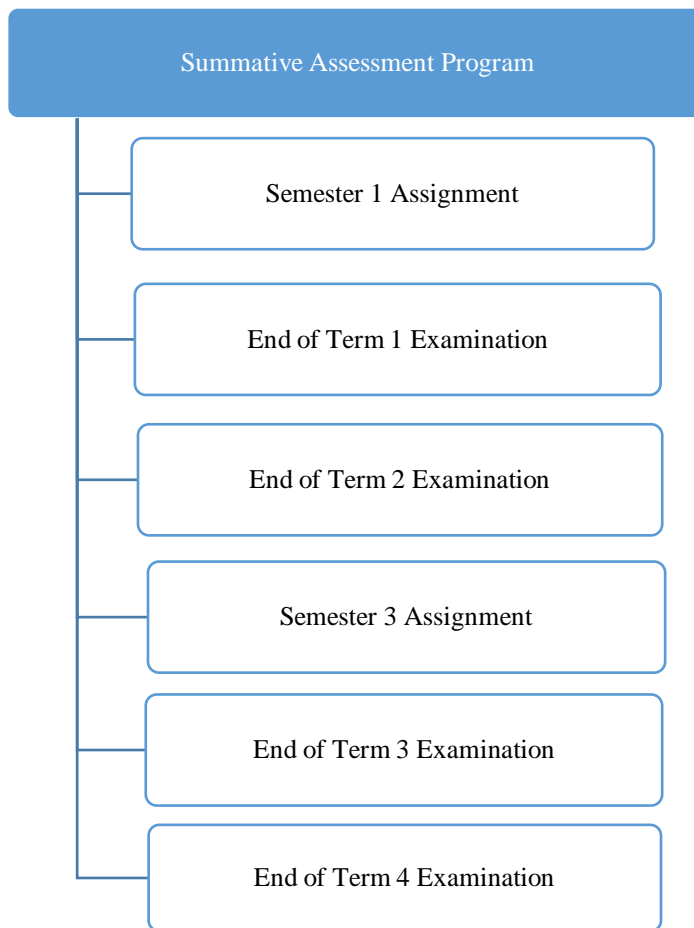 Summative Assessment Program
Semester 1 Assignment
End of Term 1 Examination
End of Term 2 Examination
Semester 3 Assignment
End of Term 3 Examination
End of Term 4 Examination